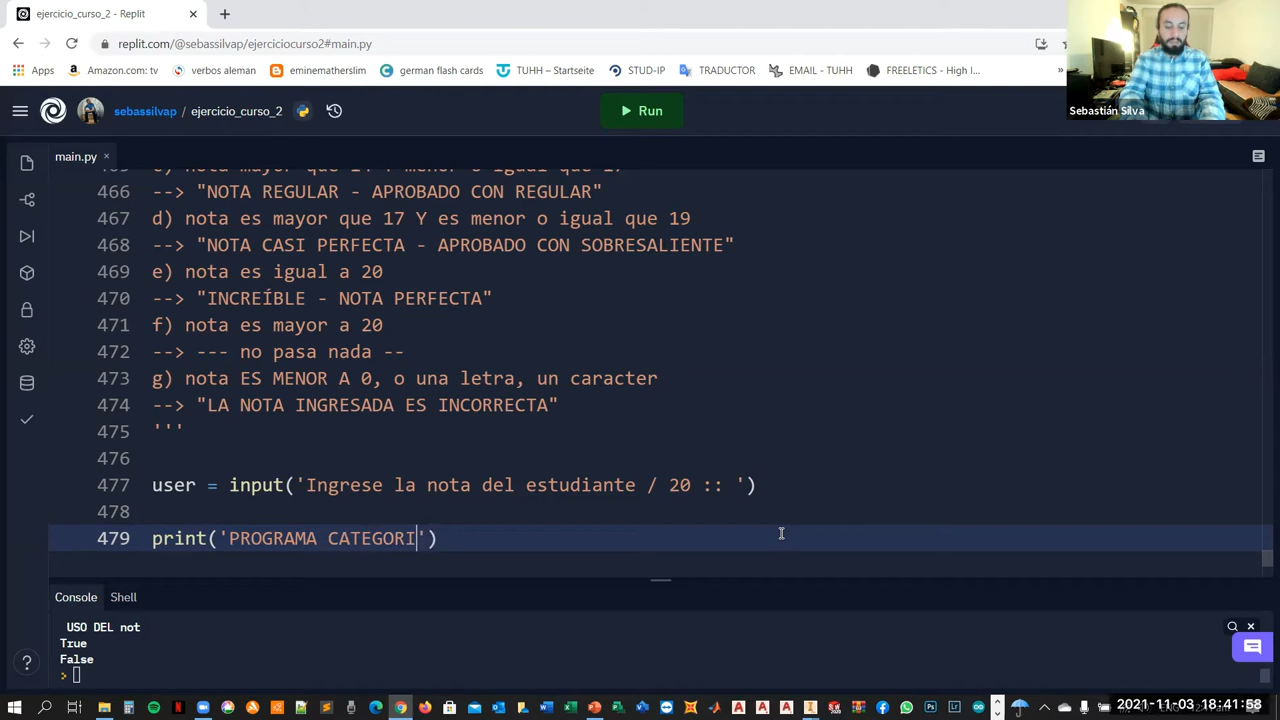 ejercicio_curso_2 - Replit
replit.com/@sebassilvap/ejerciciocurso2#main.py
Apps Amazon.com: tv verbos aleman eminematherslim german flash cards TUHH – Startseite STUD-IP TRADUCTOR EMAIL - TUHH FREELETICS - High I... »
Sebastián Silva
sebassilvap / ejercicio_curso_2 Run
main.py
466 --> "NOTA REGULAR - APROBADO CON REGULAR"
467 d) nota es mayor que 17 Y es menor o igual que 19
468 --> "NOTA CASI PERFECTA - APROBADO CON SOBRESALIENTE"
469 e) nota es igual a 20
470 --> "INCREÍBLE - NOTA PERFECTA"
471 f) nota es mayor a 20
472 --> --- no pasa nada --
473 g) nota ES MENOR A 0, o una letra, un caracter
474 --> "LA NOTA INGRESADA ES INCORRECTA"
475 '''
476
477 user = input('Ingrese la nota del estudiante / 20 :: ')
478
479 print('PROGRAMA CATEGORI')
Console Shell
USO DEL not
True
False
2021-11-03 18:41:58